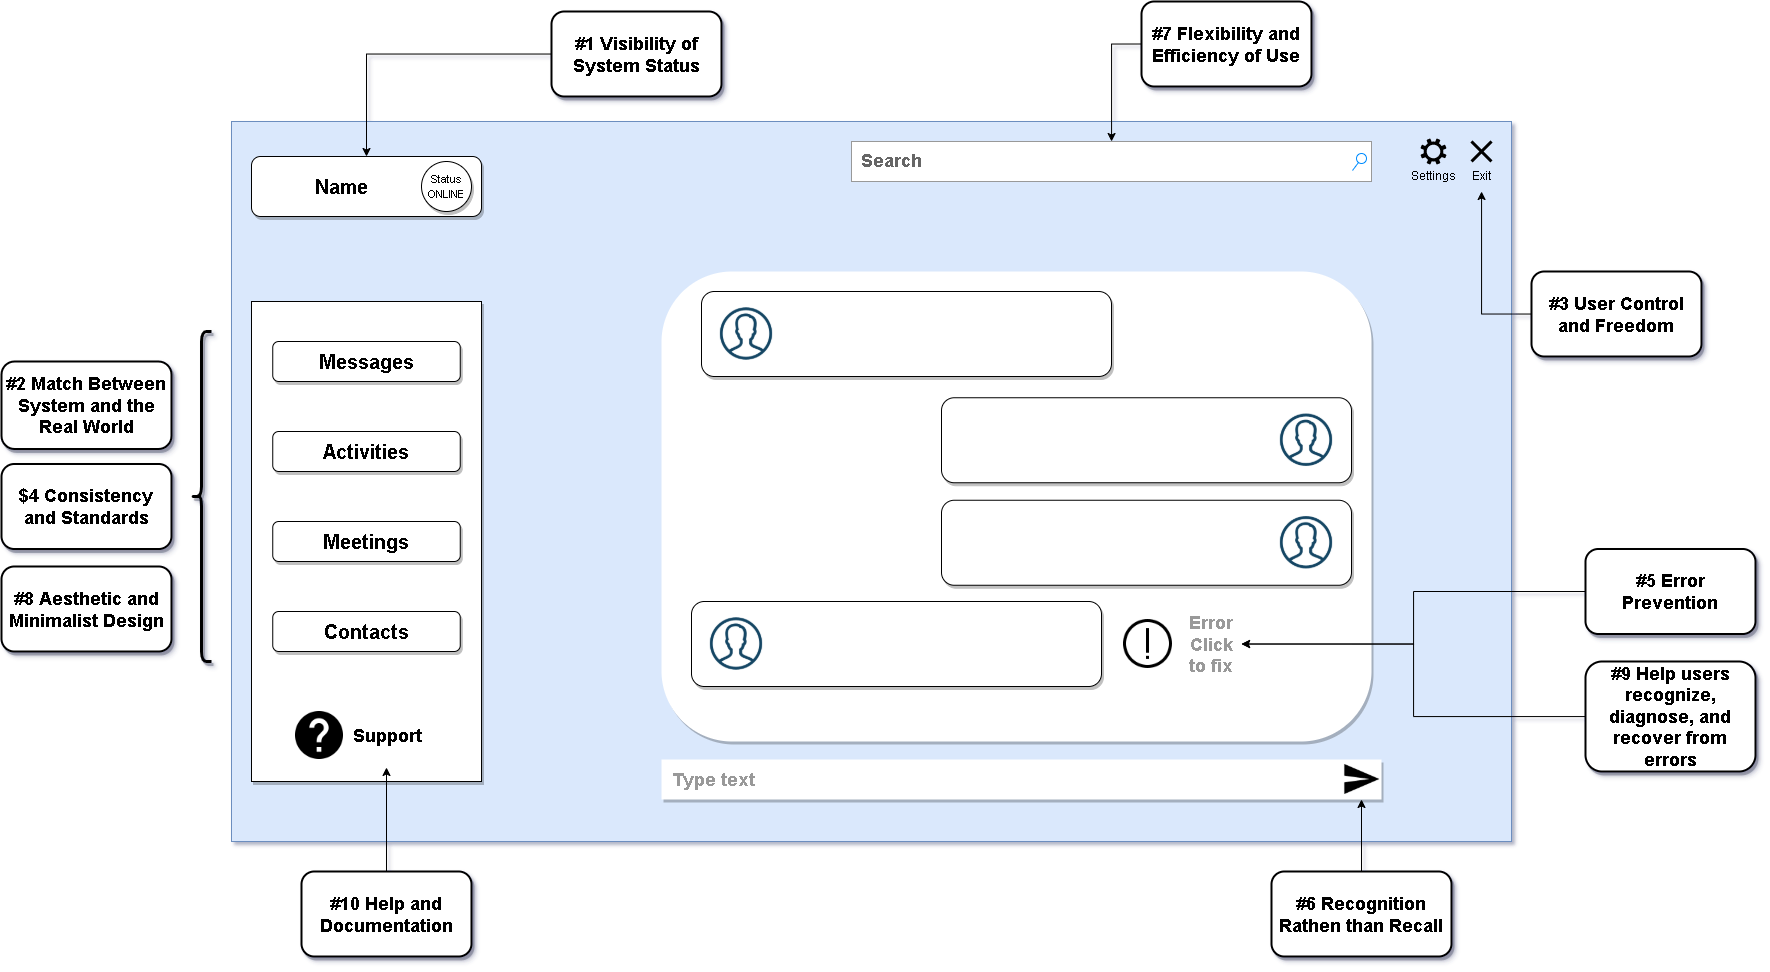 #1 Visibility of
System Status
#7 Flexibility and
Efficiency of Use
Name
Status
ONLINE
Search
Settings
Exit
#3 User Control
and Freedom
#2 Match Between
System and the
Real World
$4 Consistency
and Standards
#8 Aesthetic and
Minimalist Design
Messages
Activities
Meetings
Contacts
Support
Error
Click
to fix
#5 Error
Prevention
#9 Help users
recognize,
diagnose, and
recover from
errors
Type text
#10 Help and
Documentation
#6 Recognition
Rathen than Recall